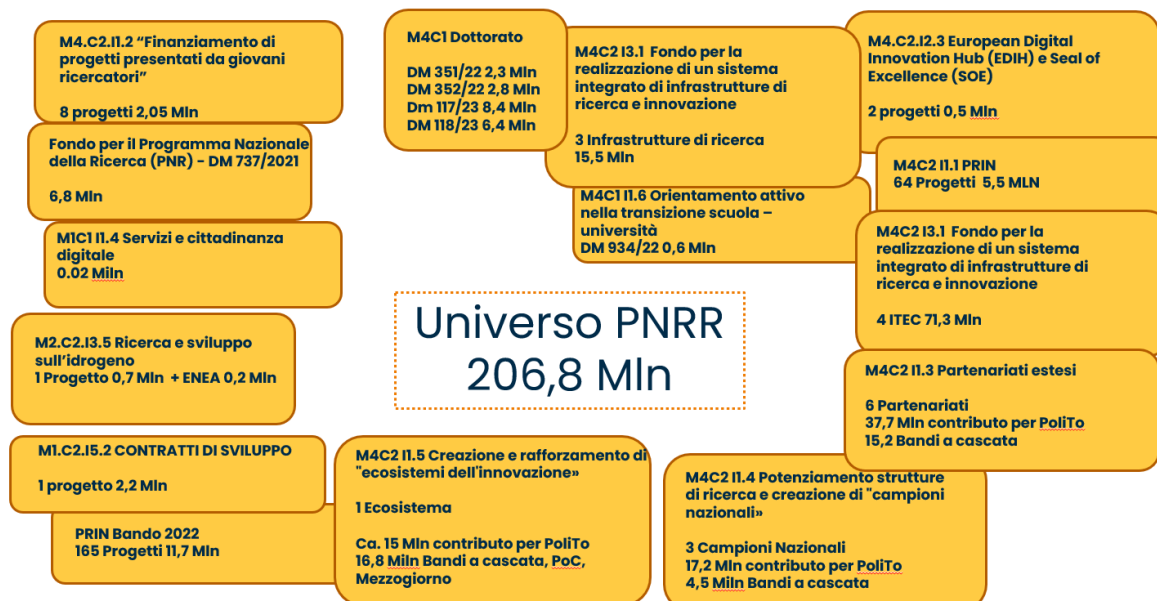 M4.C2.I1.2 “Finanziamento di
progetti presentati da giovani
ricercatori”
8 progetti 2,05 Mln
Fondo per il Programma Nazionale
della Ricerca (PNR) - DM 737/2021
6,8 Mln
M1C1 I1.4 Servizi e cittadinanza
digitale
0.02 Miln
M2.C2.I3.5 Ricerca e sviluppo
sull’idrogeno
1 Progetto 0,7 Mln + ENEA 0,2 Mln
M1.C2.I5.2 CONTRATTI DI SVILUPPO
1 progetto 2,2 Mln
PRIN Bando 2022
165 Progetti 11,7 Mln
M4C1 Dottorato
DM 351/22 2,3 Mln
DM 352/22 2,8 Mln
Dm 117/23 8,4 Mln
DM 118/23 6,4 Mln
M4C2 I3.1 Fondo per la
realizzazione di un sistema
integrato di infrastrutture di
ricerca e innovazione
3 Infrastrutture di ricerca
15,5 Mln
M4C1 I1.6 Orientamento attivo
nella transizione scuola –
università
DM 934/22 0,6 Mln
Universo PNRR
206,8 Mln
M4C2 I1.5 Creazione e rafforzamento di
"ecosistemi dell'innovazione»
1 Ecosistema
Ca. 15 Mln contributo per PoliTo
16,8 Miln Bandi a cascata, PoC,
Mezzogiorno
M4.C2.I2.3 European Digital
Innovation Hub (EDIH) e Seal of
Excellence (SOE)
2 progetti 0,5 Mln
M4C2 I1.1 PRIN
64 Progetti 5,5 MLN
M4C2 I3.1 Fondo per la
realizzazione di un sistema
integrato di infrastrutture di
ricerca e innovazione
4 ITEC 71,3 Mln
M4C2 I1.3 Partenariati estesi
6 Partenariati
37,7 Mln contributo per PoliTo
15,2 Bandi a cascata
M4C2 I1.4 Potenziamento strutture
di ricerca e creazione di "campioni
nazionali»
3 Campioni Nazionali
17,2 Mln contributo per PoliTo
4,5 Miln Bandi a cascata